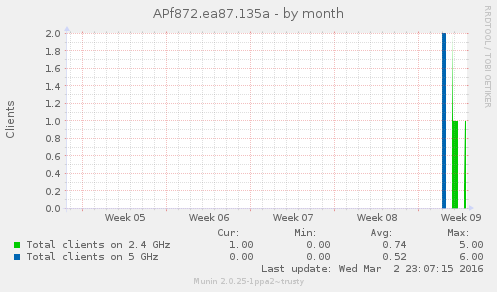 APf872.ea87.135a - by month
RRDTOOL / TOBI OETIKER
Clients
2.0
1.8
1.6
1.4
1.2
1.0
0.8
0.6
0.4
0.2
0.0
Week 05 Week 06 Week 07 Week 08 Week 09
Cur: Min: Avg: Max:
Total clients on 2.4 GHz 1.00 0.00 0.74 5.00
Total clients on 5 GHz 0.00 0.00 0.52 6.00
Last update: Wed Mar 2 23:07:15 2016
Munin 2.0.25-1ppa2~trusty